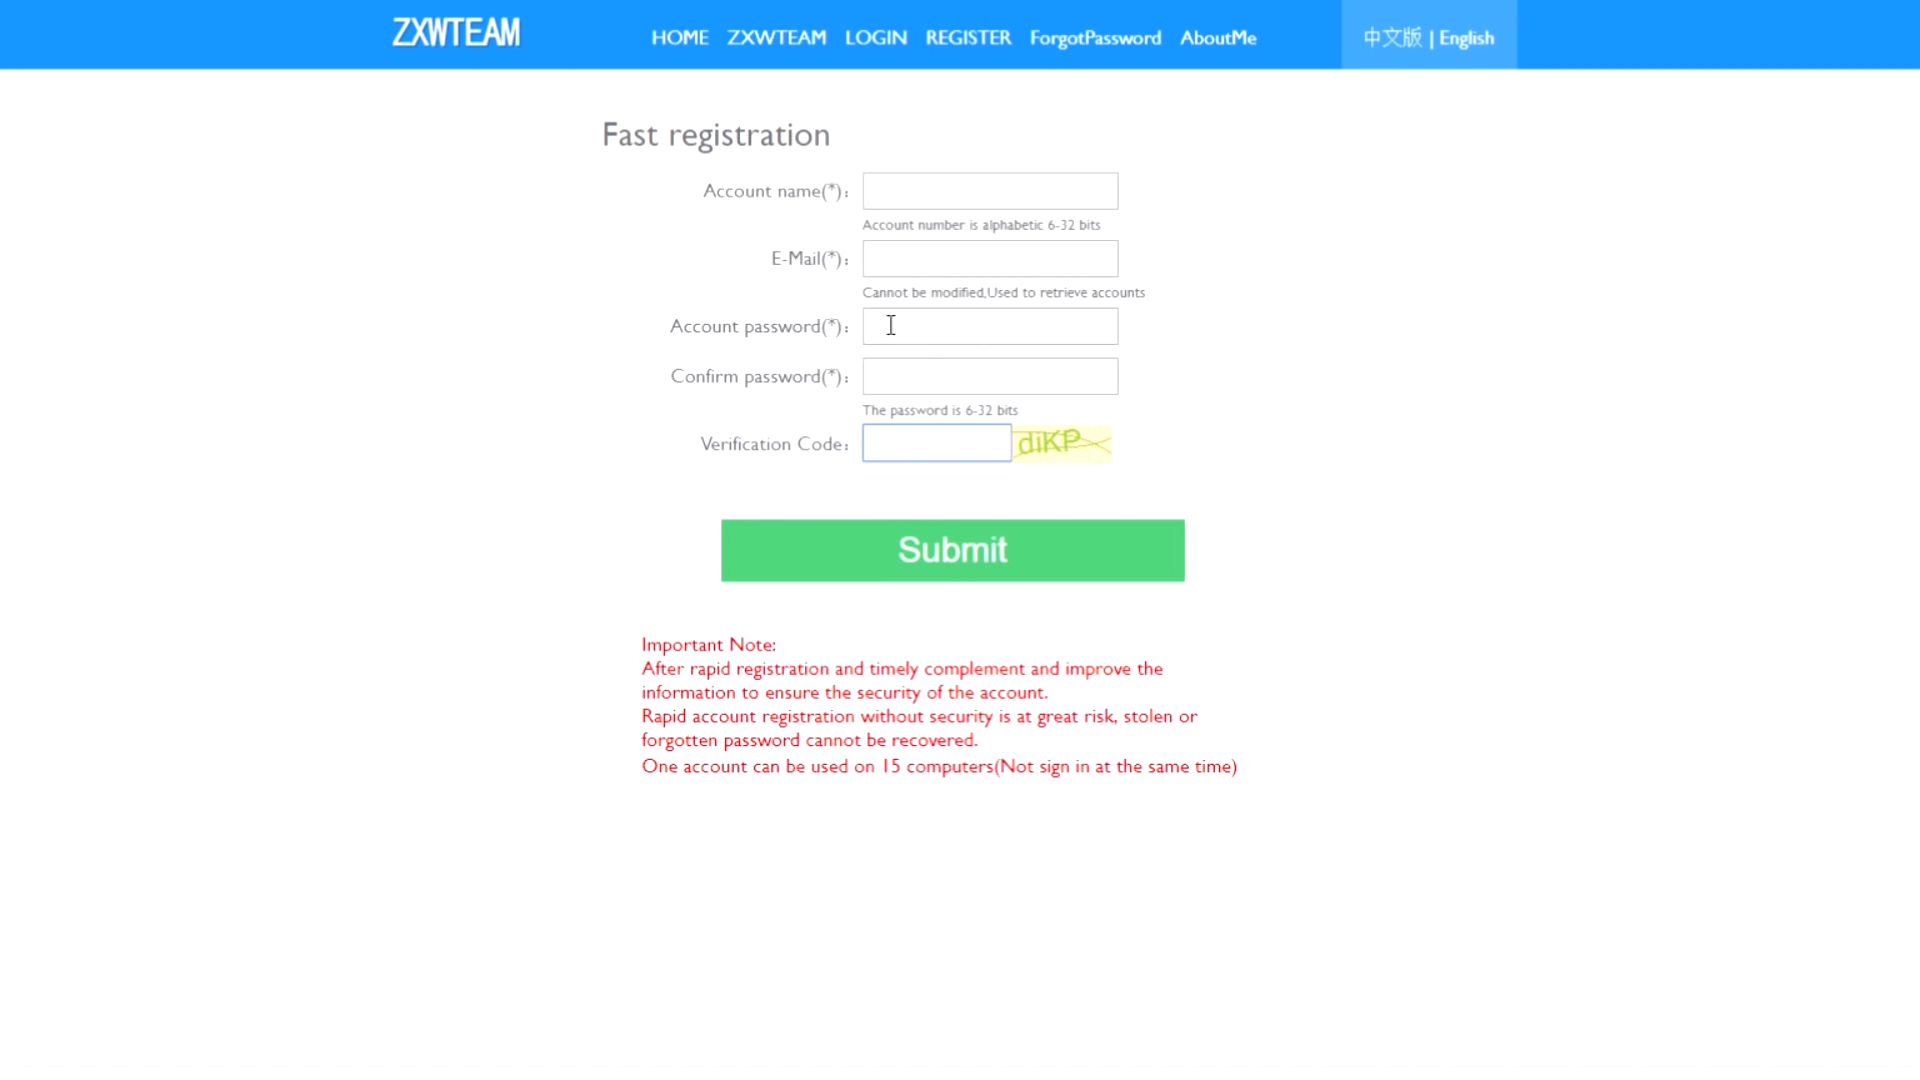 ZXWTEAM
HOME ZXWTEAM LOGIN REGISTER ForgotPassword AboutMe
中文版 | English
Fast registration
Account name(*)：
Account number is alphabetic 6-32 bits
E-Mail(*)：
Cannot be modified,Used to retrieve accounts
Account password(*)：
Confirm password(*)：
The password is 6-32 bits
Verification Code：
diKP
Submit
Important Note:
After rapid registration and timely complement and improve the
information to ensure the security of the account.
Rapid account registration without security is at great risk, stolen or
forgotten password cannot be recovered.
One account can be used on 15 computers(Not sign in at the same time)